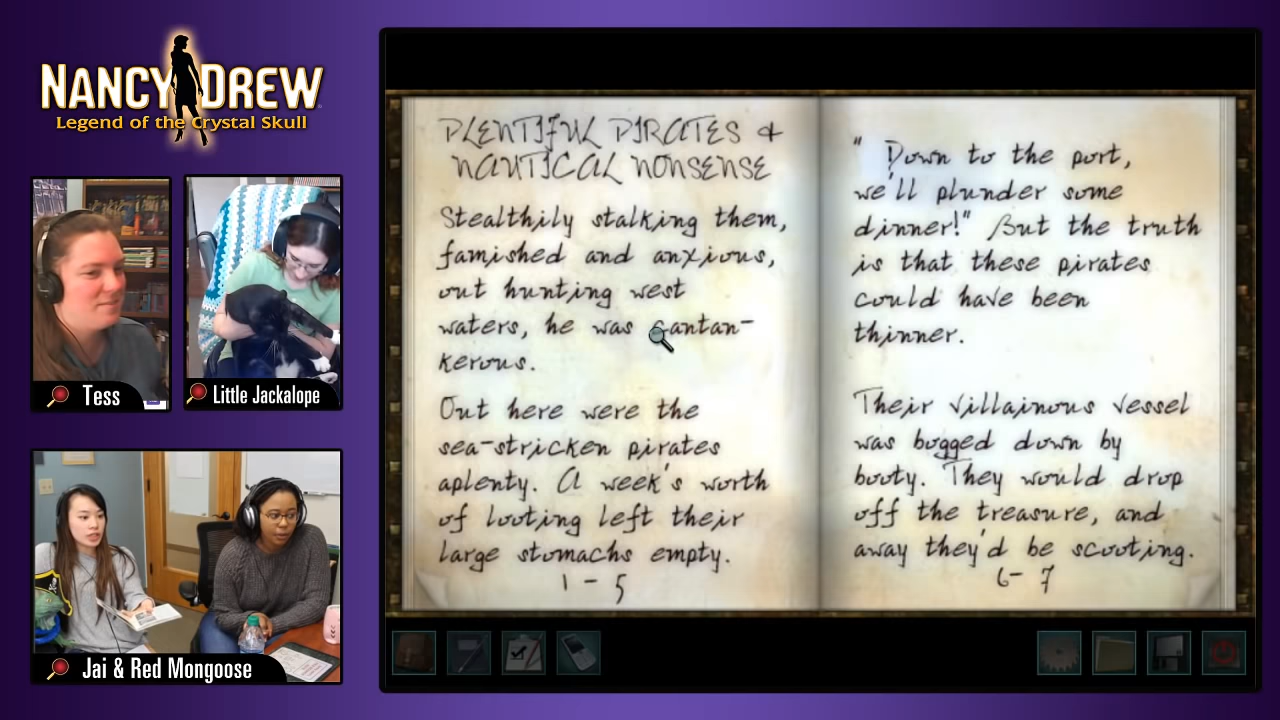 NANCY DREW
Legend of the Crystal Skull
Tess
Little Jackalope
Jai & Red Mongoose
PLENTIFUL PIRATES &
NAUTICAL NONSENSE
Stealthily stalking them,
famished and anxious,
out hunting west
waters, he was cantan-
kerous.
Out here were the
sea-stricken pirates
aplenty. A week's worth
of looting left their
large stomachs empty.
1 - 5
" Down to the port,
we'll plunder some
dinner!" But the truth
is that these pirates
could have been
thinner.
Their villainous vessel
was bogged down by
booty. They would drop
off the treasure, and
away they'd be scooting.
6- 7